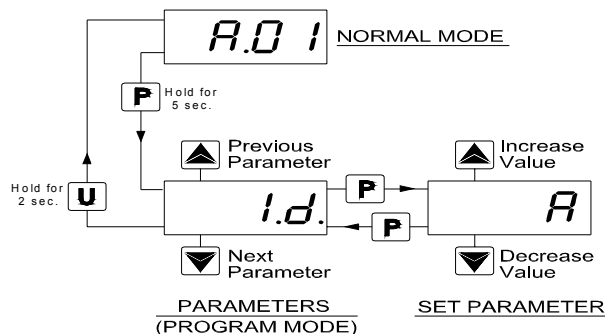 A.01
NORMAL MODE
P
Hold for
5 sec.
Previous
Parameter
Increase
Value
Hold for
2 sec.
U
P
1.d.
P
A
Next
Parameter
Decrease
Value
PARAMETERS
(PROGRAM MODE)
SET PARAMETER